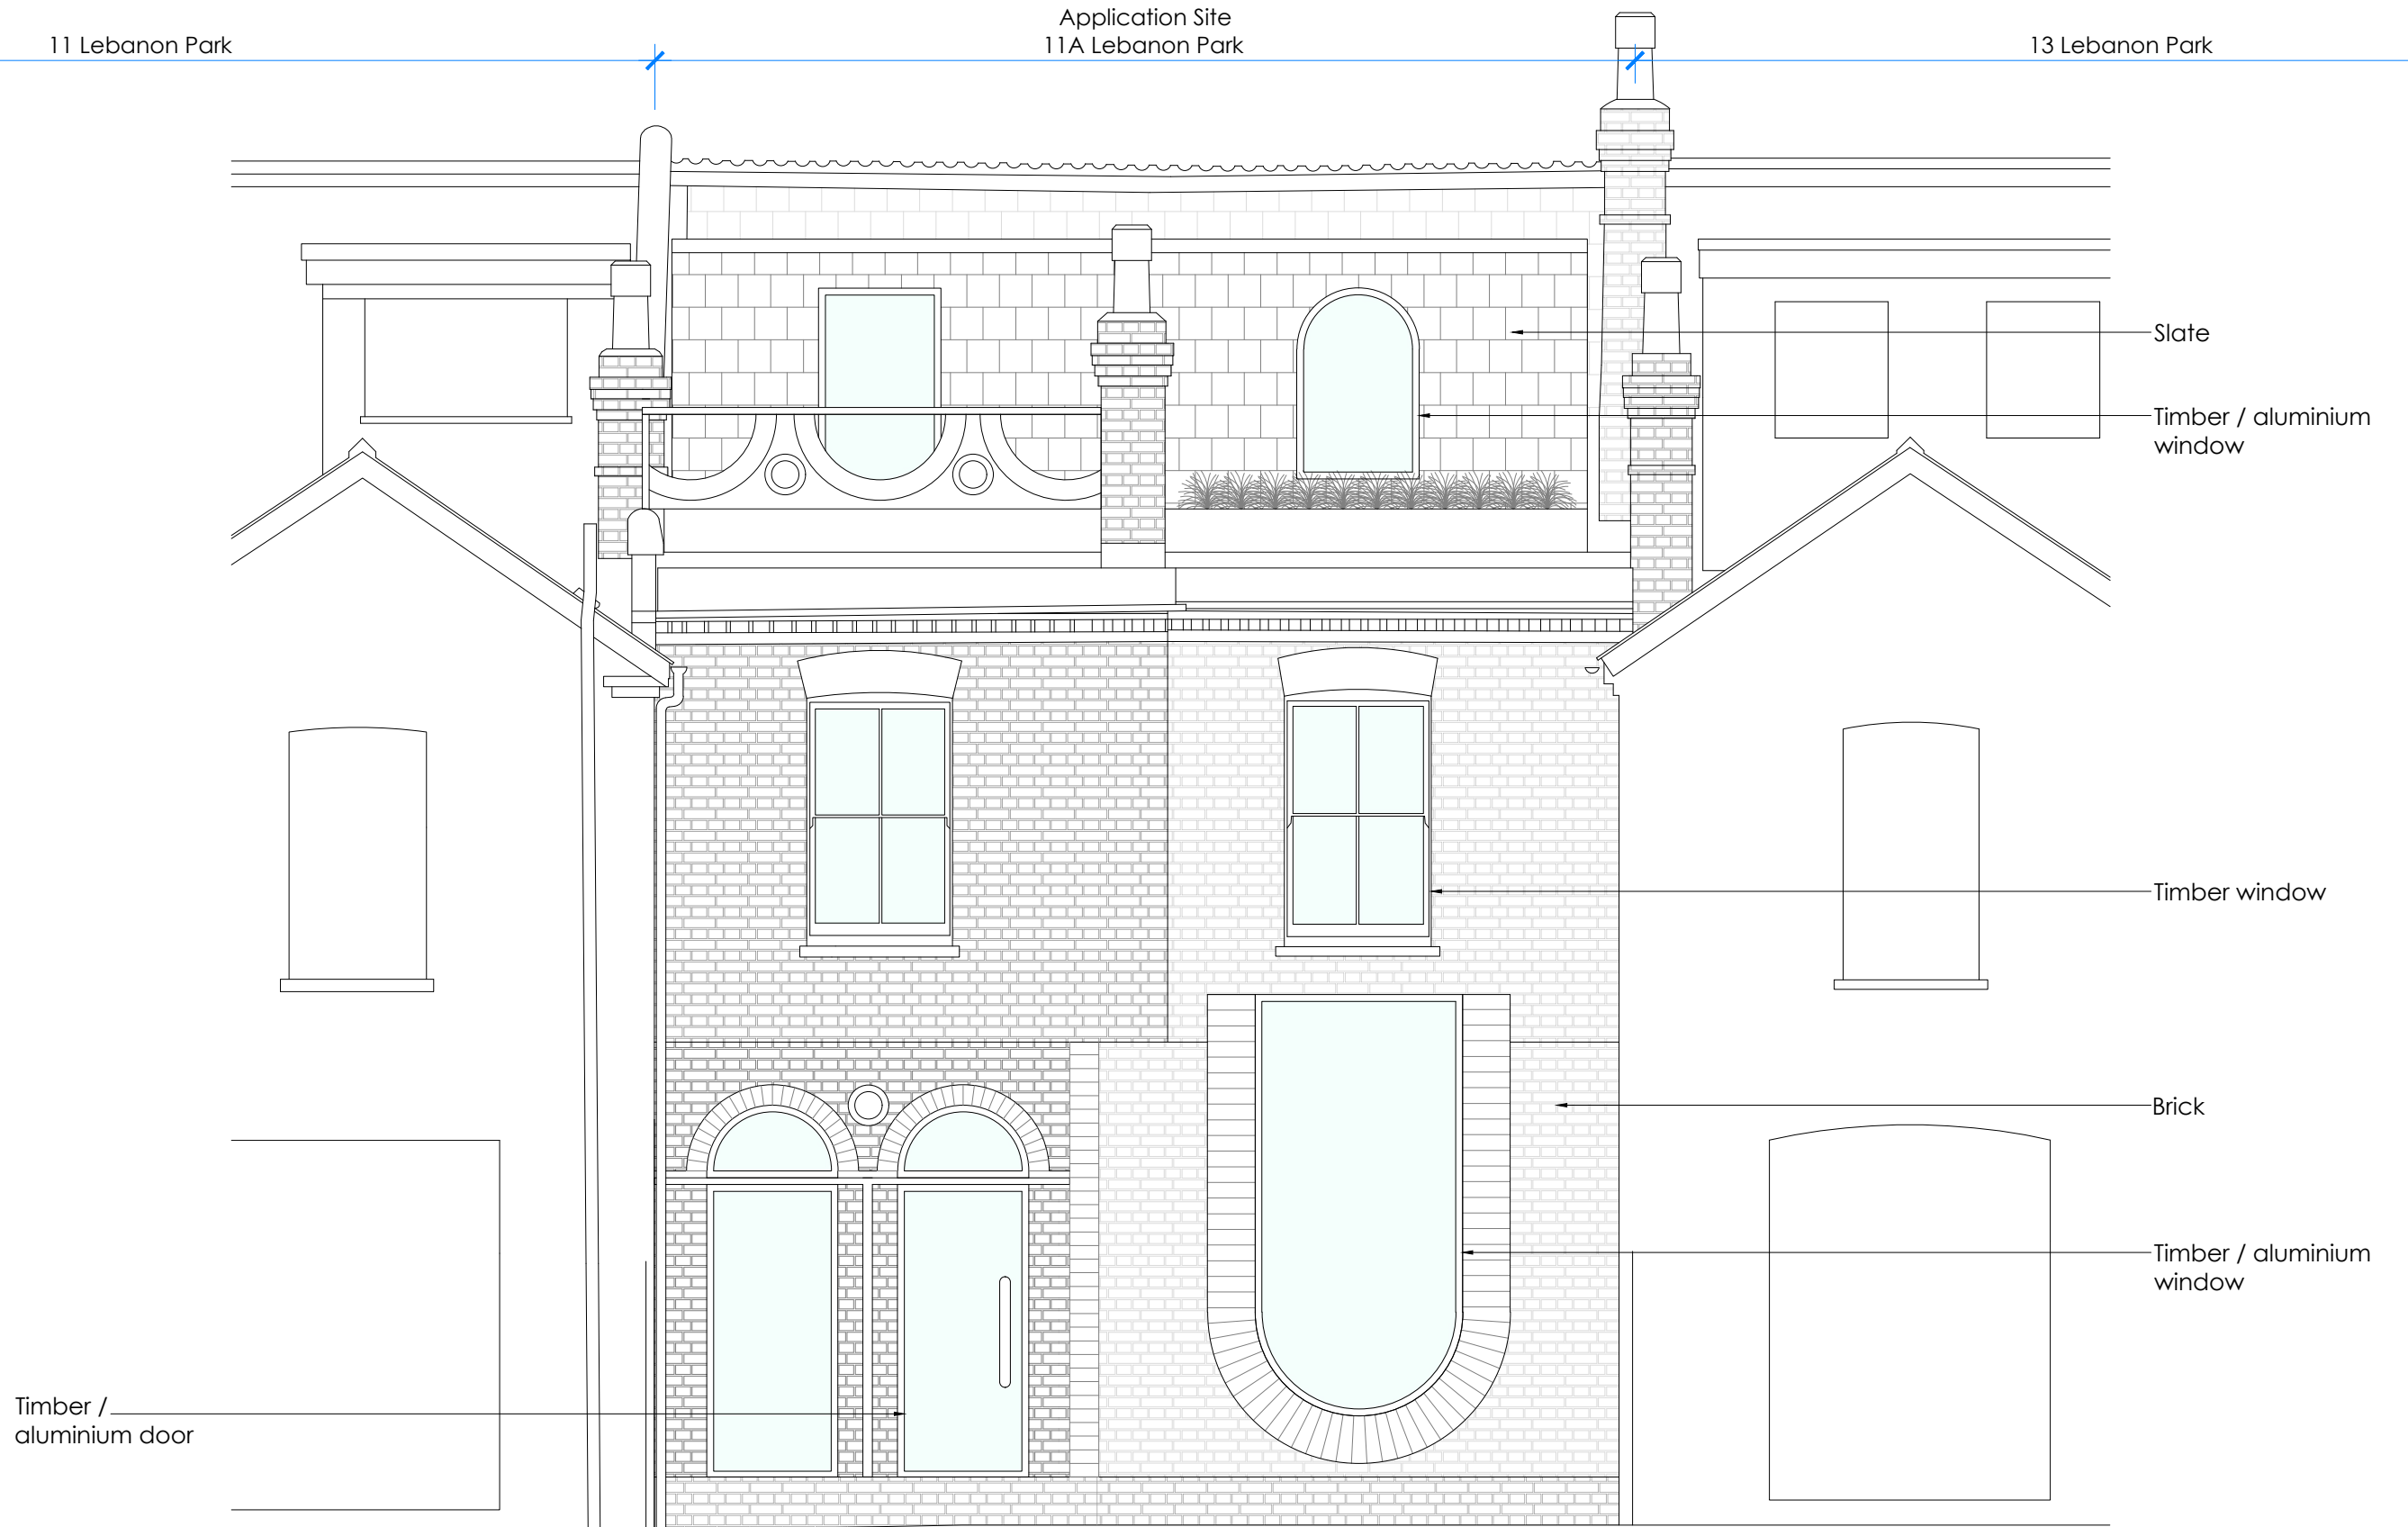 Application Site
11 Lebanon Park
11A Lebanon Park
13 Lebanon Park
Slate
Timber / aluminium
window
Timber window
Brick
Timber / aluminium
window
Timber /
aluminium door